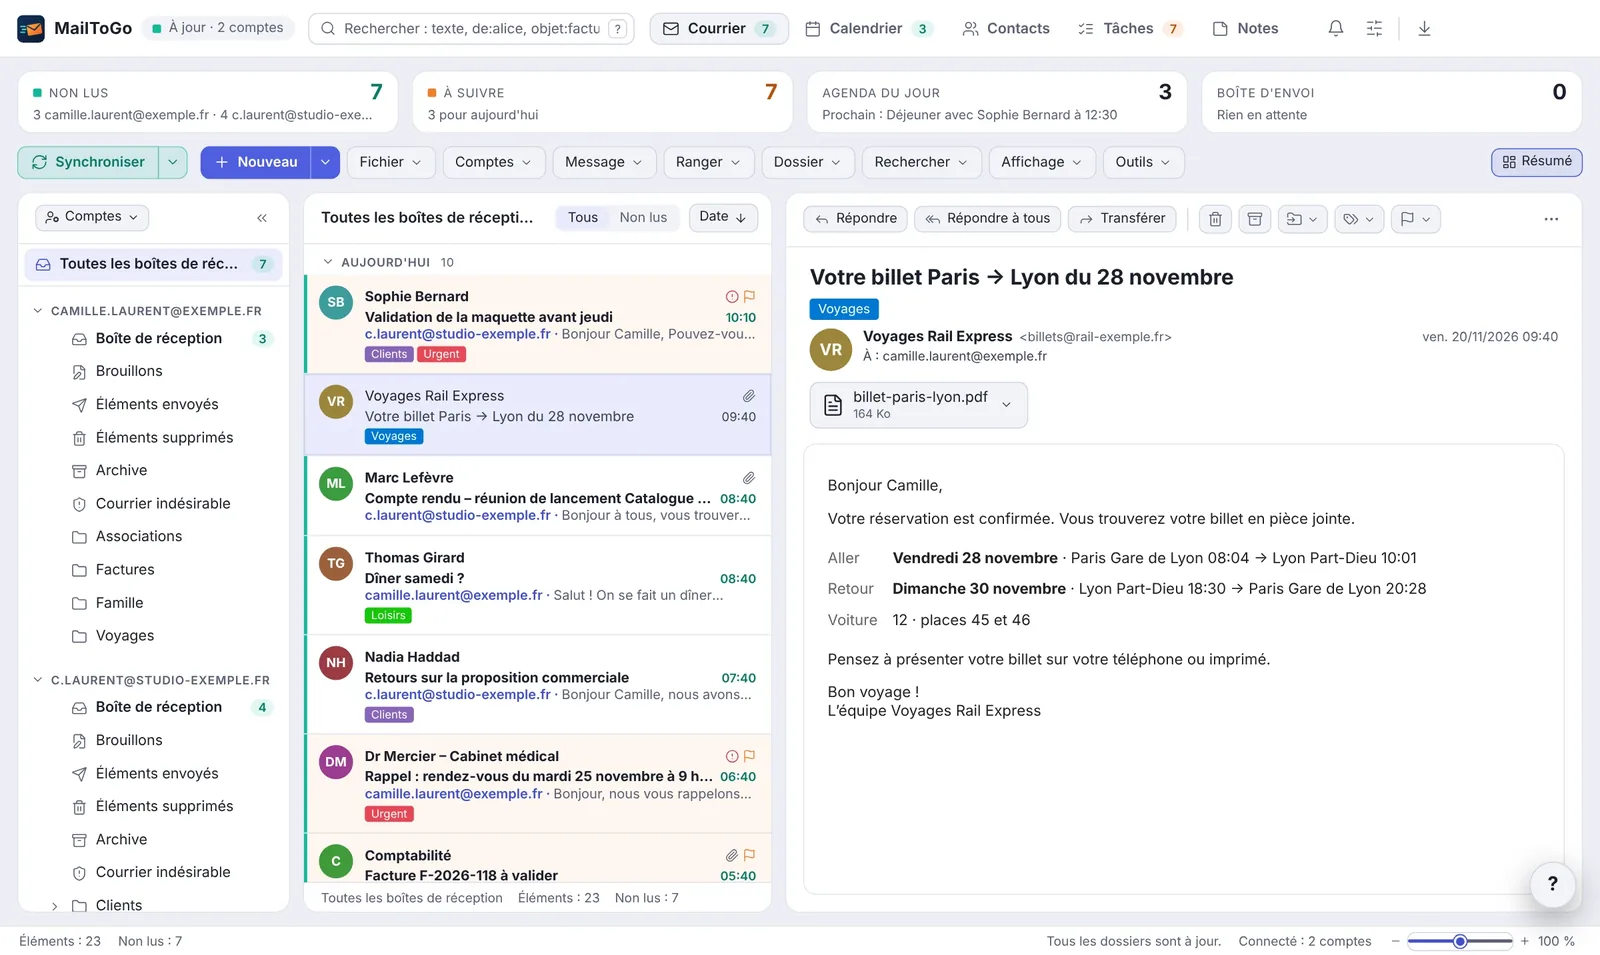 MailToGo
À jour · 2 comptes
Rechercher : texte, de:alice, objet:factu
?
Courrier 7
Calendrier 3
Contacts
Tâches 7
Notes
NON LUS 7
3 camille.laurent@exemple.fr · 4 c.laurent@studio-exe...
À SUIVRE 7
3 pour aujourd'hui
AGENDA DU JOUR 3
Prochain : Déjeuner avec Sophie Bernard à 12:30
BOÎTE D'ENVOI 0
Rien en attente
Synchroniser
Nouveau
Fichier
Comptes
Message
Ranger
Dossier
Rechercher
Affichage
Outils
Résumé
Comptes
Toutes les boîtes de réc... 7
CAMILLE.LAURENT@EXEMPLE.FR
Boîte de réception 3
Brouillons
Éléments envoyés
Éléments supprimés
Archive
Courrier indésirable
Associations
Factures
Famille
Voyages
C.LAURENT@STUDIO-EXEMPLE.FR
Boîte de réception 4
Brouillons
Éléments envoyés
Éléments supprimés
Archive
Courrier indésirable
Clients
Toutes les boîtes de récepti...
Tous
Non lus
Date
AUJOURD'HUI 10
SB
Sophie Bernard
Validation de la maquette avant jeudi 10:10
c.laurent@studio-exemple.fr · Bonjour Camille, Pouvez-vou...
Clients
Urgent
VR
Voyages Rail Express
Votre billet Paris → Lyon du 28 novembre 09:40
Voyages
ML
Marc Lefèvre
Compte rendu – réunion de lancement Catalogue ... 08:40
c.laurent@studio-exemple.fr · Bonjour à tous, vous trouver...
TG
Thomas Girard
Dîner samedi ? 08:40
camille.laurent@exemple.fr · Salut ! On se fait un dîner...
Loisirs
NH
Nadia Haddad
Retours sur la proposition commerciale 07:40
c.laurent@studio-exemple.fr · Bonjour Camille, nous avons...
Clients
DM
Dr Mercier – Cabinet médical
Rappel : rendez-vous du mardi 25 novembre à 9 h... 06:40
camille.laurent@exemple.fr · Bonjour, nous vous rappelons...
Urgent
C
Comptabilité
Facture F-2026-118 à valider 05:40
Toutes les boîtes de réception Éléments : 23 Non lus : 7
Répondre
Répondre à tous
Transférer
Votre billet Paris → Lyon du 28 novembre
Voyages
VR
Voyages Rail Express <billets@rail-exemple.fr> ven. 20/11/2026 09:40
À : camille.laurent@exemple.fr
billet-paris-lyon.pdf
164 Ko
Bonjour Camille,
Votre réservation est confirmée. Vous trouverez votre billet en pièce jointe.
Aller Vendredi 28 novembre · Paris Gare de Lyon 08:04 → Lyon Part-Dieu 10:01
Retour Dimanche 30 novembre · Lyon Part-Dieu 18:30 → Paris Gare de Lyon 20:28
Voiture 12 · places 45 et 46
Pensez à présenter votre billet sur votre téléphone ou imprimé.
Bon voyage !
L'équipe Voyages Rail Express
?
Éléments : 23 Non lus : 7
Tous les dossiers sont à jour. Connecté : 2 comptes − + 100 %